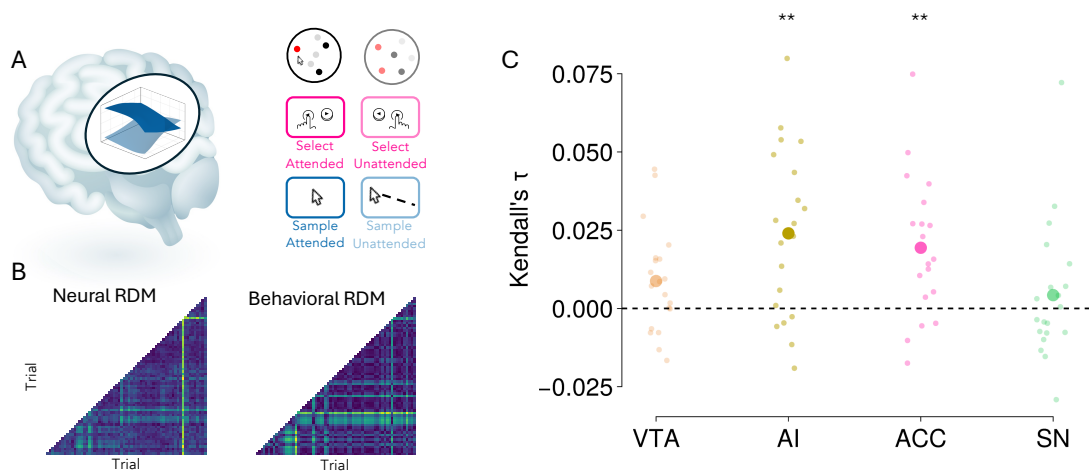 A
Select
Attended
Select
Unattended
Sample
Attended
Sample
Unattended
B
Neural RDM
Behavioral RDM
Trial
Trial
Trial
C
** **
Kendall's τ
0.075
0.050
0.025
0.000
−0.025
VTA AI ACC SN